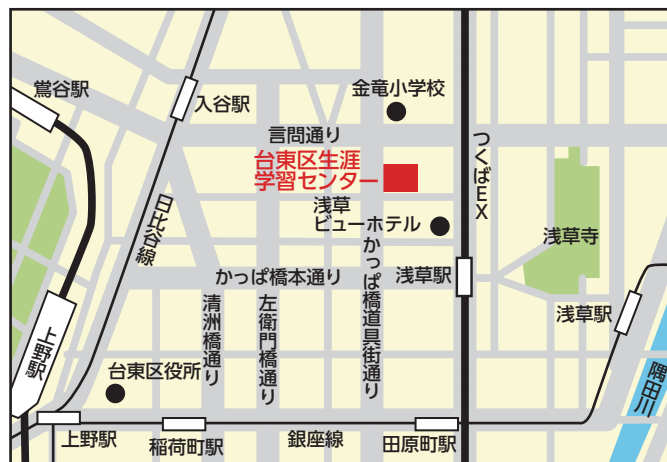 鶯谷駅
入谷駅
金竜小学校
言問通り
台東区生涯
学習センター
つくばEX
日比谷線
浅草
ビューホテル
浅草寺
かっぱ橋本通り
浅草駅
かっぱ橋道具街通り
清洲橋通り
左衛門橋通り
浅草駅
上野駅
台東区役所
隅田川
上野駅
稲荷町駅
銀座線
田原町駅